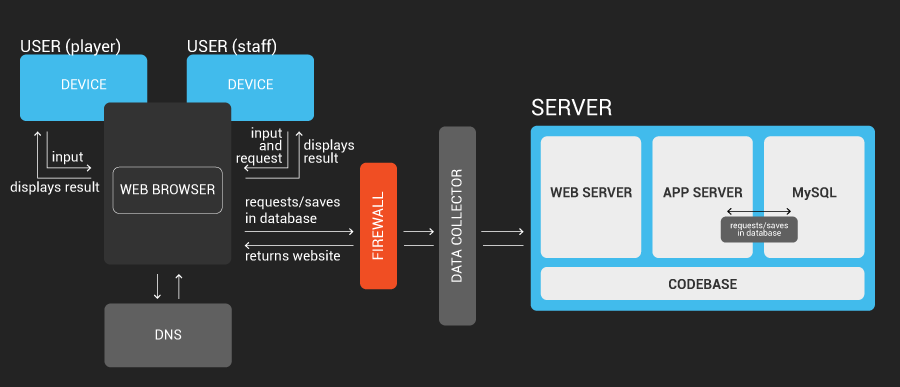 USER (player)
USER (staff)
DEVICE
DEVICE
input
displays result
input
and
request
displays
result
WEB BROWSER
requests/saves
in database
returns website
DNS
FIREWALL
DATA COLLECTOR
SERVER
WEB SERVER
APP SERVER
MySQL
requests/saves
in database
CODEBASE